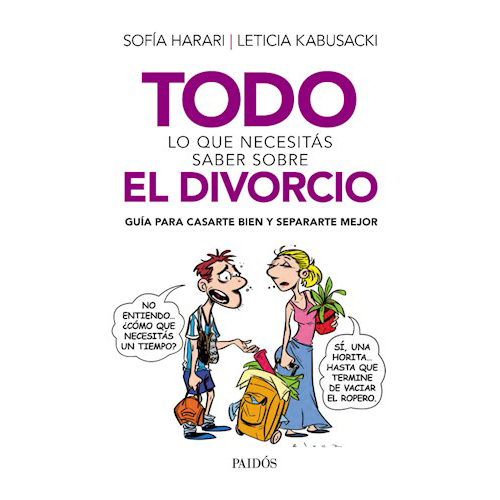 SOFÍA HARARI | LETICIA KABUSACKI
TODO
LO QUE NECESITÁS
SABER SOBRE
EL DIVORCIO
GUÍA PARA CASARTE BIEN Y SEPARARTE MEJOR
NO
ENTIENDO...
¿CÓMO QUE
NECESITÁS
UN TIEMPO?
SÍ, UNA
HORITA...
HASTA QUE
TERMINE
DE VACIAR
EL ROPERO.
PAIDÓS